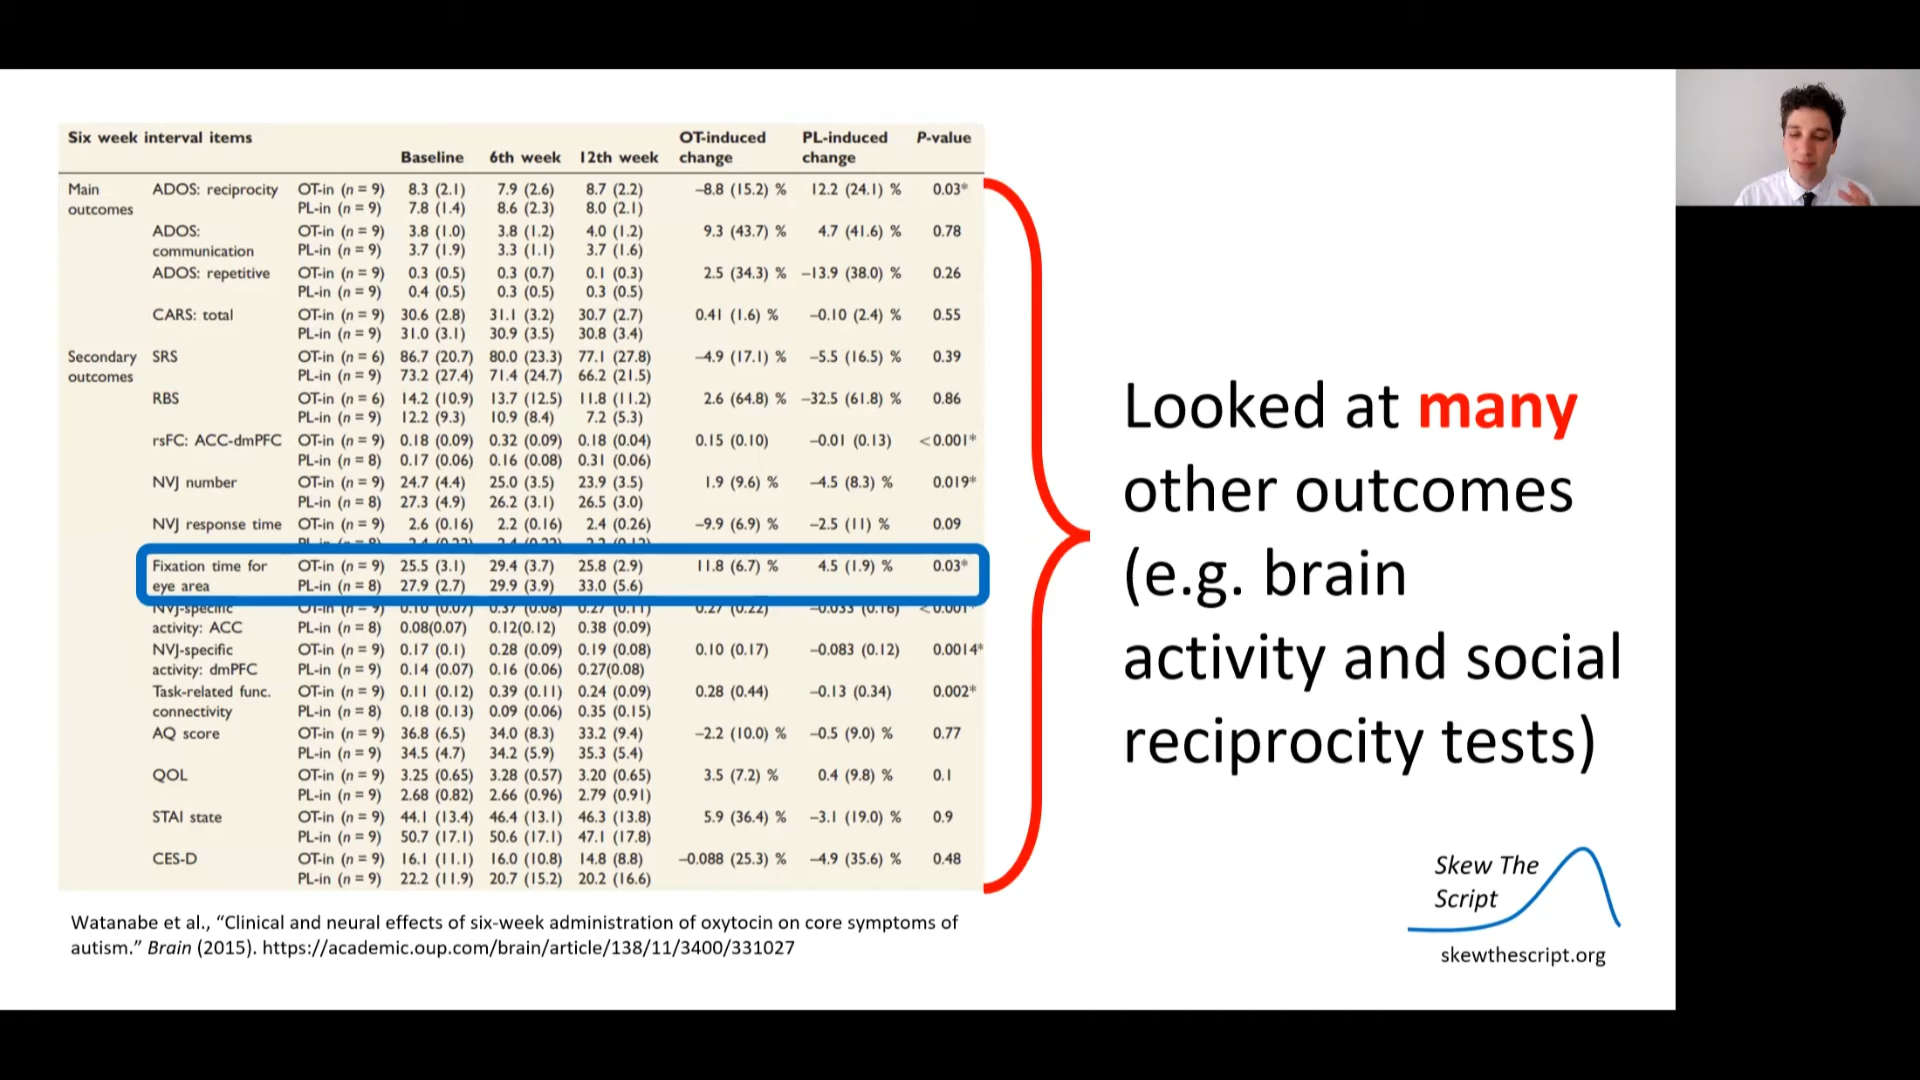 Six week interval items OT-induced PL-induced P-value
Baseline 6th week 12th week change change
Main ADOS: reciprocity OT-in (n = 9) 8.3 (2.1) 7.9 (2.6) 8.7 (2.2) –8.8 (15.2) % 12.2 (24.1) % 0.03*
outcomes PL-in (n = 9) 7.8 (1.4) 8.6 (2.3) 8.0 (2.1)
ADOS: OT-in (n = 9) 3.8 (1.0) 3.8 (1.2) 4.0 (1.2) 9.3 (43.7) % 4.7 (41.6) % 0.78
communication PL-in (n = 9) 3.7 (1.9) 3.3 (1.1) 3.7 (1.6)
ADOS: repetitive OT-in (n = 9) 0.3 (0.5) 0.3 (0.7) 0.1 (0.3) 2.5 (34.3) % –13.9 (38.0) % 0.26
PL-in (n = 9) 0.4 (0.5) 0.3 (0.5) 0.3 (0.5)
CARS: total OT-in (n = 9) 30.6 (2.8) 31.1 (3.2) 30.7 (2.7) 0.41 (1.6) % –0.10 (2.4) % 0.55
PL-in (n = 9) 31.0 (3.1) 30.9 (3.5) 30.8 (3.4)
Secondary SRS OT-in (n = 6) 86.7 (20.7) 80.0 (23.3) 77.1 (27.8) –4.9 (17.1) % –5.5 (16.5) % 0.39
outcomes PL-in (n = 9) 73.2 (27.4) 71.4 (24.7) 66.2 (21.5)
RBS OT-in (n = 6) 14.2 (10.9) 13.7 (12.5) 11.8 (11.2) 2.6 (64.8) % –32.5 (61.8) % 0.86
PL-in (n = 9) 12.2 (9.3) 10.9 (8.4) 7.2 (5.3)
rsFC: ACC-dmPFC OT-in (n = 9) 0.18 (0.09) 0.32 (0.09) 0.18 (0.04) 0.15 (0.10) –0.01 (0.13) <0.001*
PL-in (n = 8) 0.17 (0.06) 0.16 (0.08) 0.31 (0.06)
NVJ number OT-in (n = 9) 24.7 (4.4) 25.0 (3.5) 23.9 (3.5) 1.9 (9.6) % –4.5 (8.3) % 0.019*
PL-in (n = 8) 27.3 (4.9) 26.2 (3.1) 26.5 (3.0)
NVJ response time OT-in (n = 9) 2.6 (0.16) 2.2 (0.16) 2.4 (0.26) –9.9 (6.9) % –2.5 (11) % 0.09
Fixation time for OT-in (n = 9) 25.5 (3.1) 29.4 (3.7) 25.8 (2.9) 11.8 (6.7) % 4.5 (1.9) % 0.03*
eye area PL-in (n = 8) 27.9 (2.7) 29.9 (3.9) 33.0 (5.6)
NVJ-specific OT-in (n = 9) 0.10 (0.07) 0.37 (0.08) 0.27 (0.11) 0.27 (0.22) –0.033 (0.16) <0.001*
activity: ACC PL-in (n = 8) 0.08(0.07) 0.12(0.12) 0.38 (0.09)
NVJ-specific OT-in (n = 9) 0.17 (0.1) 0.28 (0.09) 0.19 (0.08) 0.10 (0.17) –0.083 (0.12) 0.0014*
activity: dmPFC PL-in (n = 9) 0.14 (0.07) 0.16 (0.06) 0.27(0.08)
Task-related func. OT-in (n = 9) 0.11 (0.12) 0.39 (0.11) 0.24 (0.09) 0.28 (0.44) –0.13 (0.34) 0.002*
connectivity PL-in (n = 8) 0.18 (0.13) 0.09 (0.06) 0.35 (0.15)
AQ score OT-in (n = 9) 36.8 (6.5) 34.0 (8.3) 33.2 (9.4) –2.2 (10.0) % –0.5 (9.0) % 0.77
PL-in (n = 9) 34.5 (4.7) 34.2 (5.9) 35.3 (5.4)
QOL OT-in (n = 9) 3.25 (0.65) 3.28 (0.57) 3.20 (0.65) 3.5 (7.2) % 0.4 (9.8) % 0.1
PL-in (n = 9) 2.68 (0.82) 2.66 (0.96) 2.79 (0.91)
STAI state OT-in (n = 9) 44.1 (13.4) 46.4 (13.1) 46.3 (13.8) 5.9 (36.4) % –3.1 (19.0) % 0.9
PL-in (n = 9) 50.7 (17.1) 50.6 (17.1) 47.1 (17.8)
CES-D OT-in (n = 9) 16.1 (11.1) 16.0 (10.8) 14.8 (8.8) –0.088 (25.3) % –4.9 (35.6) % 0.48
PL-in (n = 9) 22.2 (11.9) 20.7 (15.2) 20.2 (16.6)
Watanabe et al., “Clinical and neural effects of six-week administration of oxytocin on core symptoms of
autism.” Brain (2015). https://academic.oup.com/brain/article/138/11/3400/331027
Looked at many
other outcomes
(e.g. brain
activity and social
reciprocity tests)
Skew The
Script
skewthescript.org